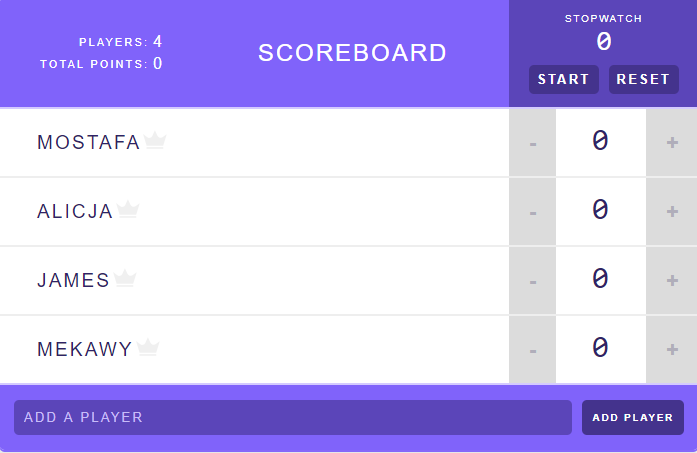 PLAYERS: 4
TOTAL POINTS: 0
SCOREBOARD
STOPWATCH
0
START RESET
MOSTAFA - 0 +
ALICJA - 0 +
JAMES - 0 +
MEKAWY - 0 +
ADD A PLAYER ADD PLAYER